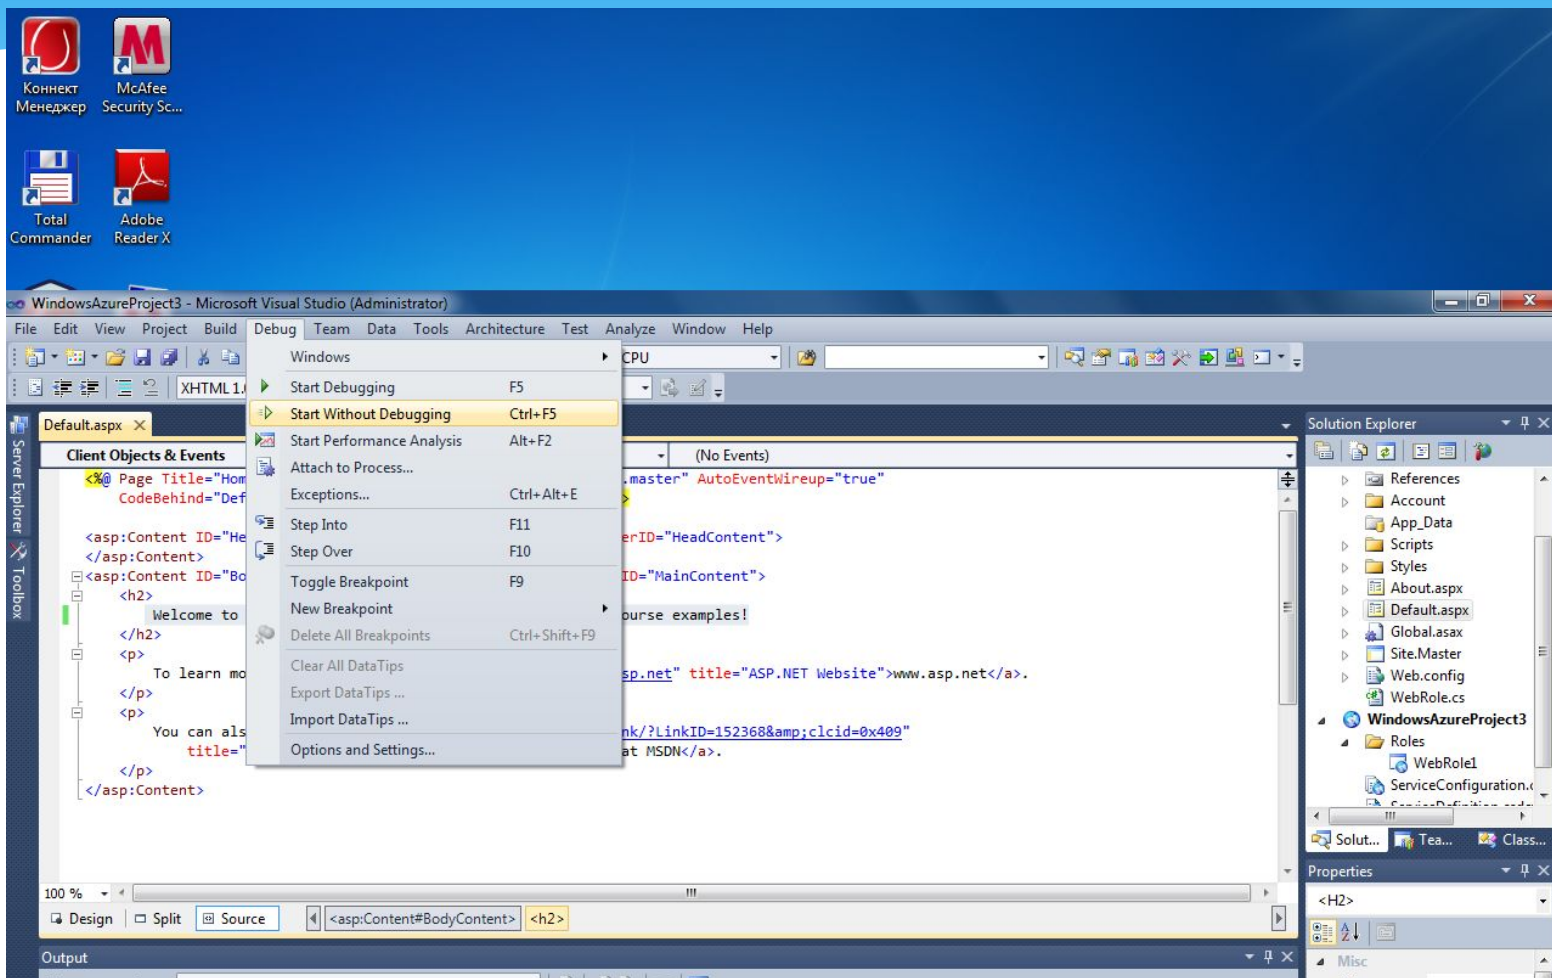 Коннект
Менеджер
McAfee
Security Sc...
Total
Commander
Adobe
Reader X
WindowsAzureProject3 - Microsoft Visual Studio (Administrator)
File Edit View Project Build Debug Team Data Tools Architecture Test Analyze Window Help
CPU
XHTML 1.
Windows
Start Debugging F5
Start Without Debugging Ctrl+F5
Start Performance Analysis Alt+F2
Attach to Process...
Exceptions... Ctrl+Alt+E
Step Into F11
Step Over F10
Toggle Breakpoint F9
New Breakpoint
Delete All Breakpoints Ctrl+Shift+F9
Clear All DataTips
Export DataTips ...
Import DataTips ...
Options and Settings...
Server Explorer
Toolbox
Default.aspx
Client Objects & Events
(No Events)
<%@ Page Title="Hom .master" AutoEventWireup="true"
CodeBehind="Def >
<asp:Content ID="He erID="HeadContent">
</asp:Content>
<asp:Content ID="Bo ID="MainContent">
<h2>
Welcome to ourse examples!
</h2>
<p>
To learn mo sp.net" title="ASP.NET Website">www.asp.net</a>.
</p>
<p>
You can als nk/?LinkID=152368&amp;clcid=0x409"
title=" at MSDN</a>.
</p>
</asp:Content>
100 %
Design Split Source <asp:Content#BodyContent> <h2>
Output
Solution Explorer
References
Account
App_Data
Scripts
Styles
About.aspx
Default.aspx
Global.asax
Site.Master
Web.config
WebRole.cs
WindowsAzureProject3
Roles
WebRole1
ServiceConfiguration.c
Solut... Tea... Class...
Properties
<H2>
Misc